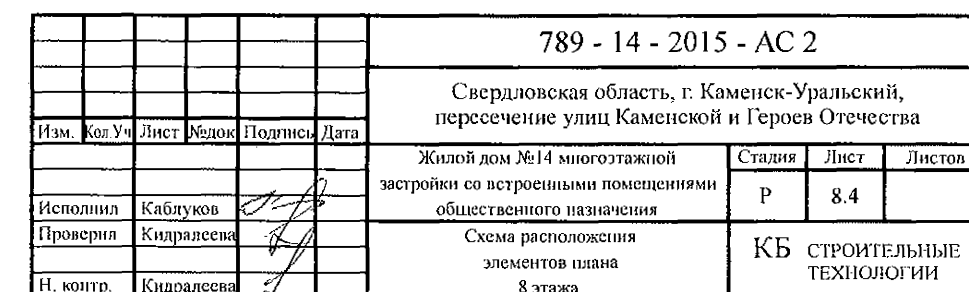 789 - 14 - 2015 - АС 2
Свердловская область, г. Каменск-Уральский,
пересечение улиц Каменской и Героев Отечества
Изм. Кол.Уч Лист №док Подпись Дата
Жилой дом №14 многоэтажной
застройки со встроенными помещениями
общественного назначения
Стадия Лист Листов
Р 8.4
Исполнил Каблуков
Проверил Кидралеева
Схема расположения
элементов плана
8 этажа
КБ СТРОИТЕЛЬНЫЕ
ТЕХНОЛОГИИ
Н. контр. Кидралеева